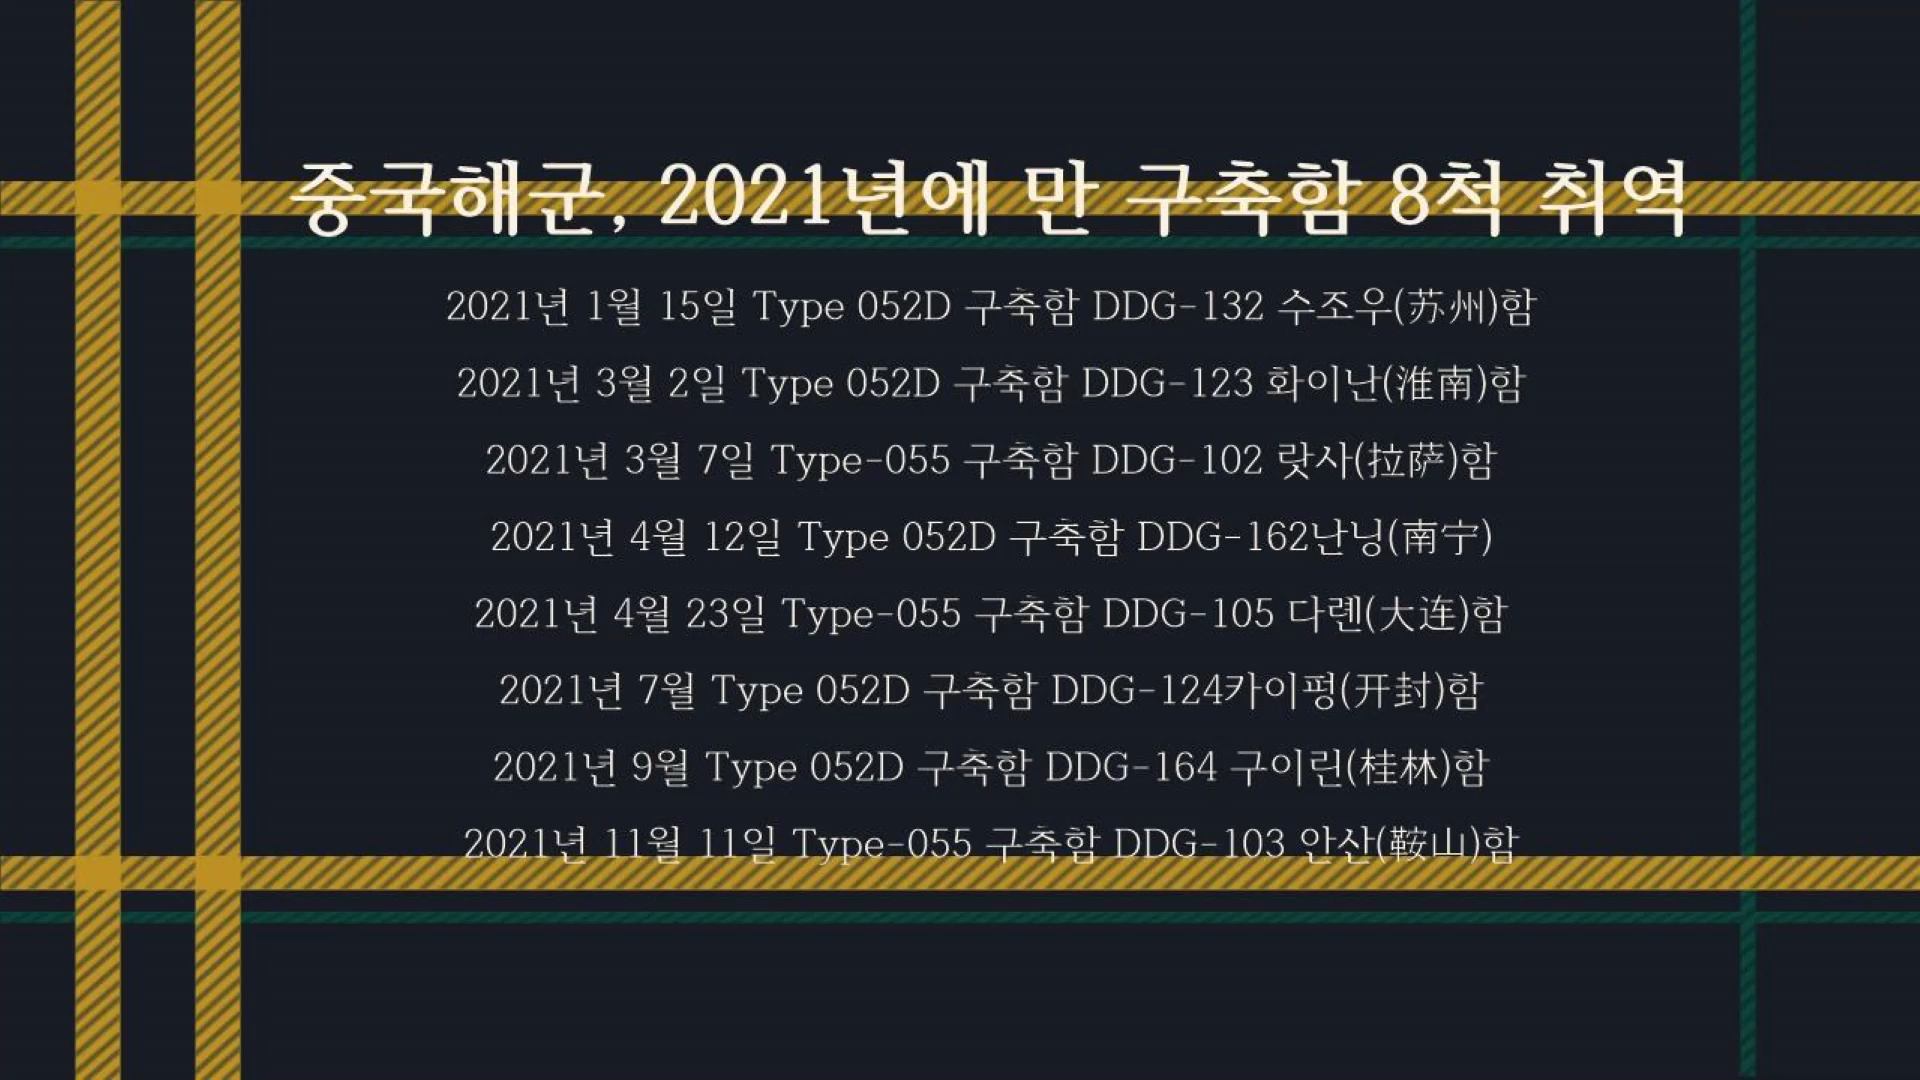 중국해군, 2021년에 만 구축함 8척 취역
2021년 1월 15일 Type 052D 구축함 DDG-132 수조우(苏州)함
2021년 3월 2일 Type 052D 구축함 DDG-123 화이난(淮南)함
2021년 3월 7일 Type-055 구축함 DDG-102 랏사(拉萨)함
2021년 4월 12일 Type 052D 구축함 DDG-162난닝(南宁)
2021년 4월 23일 Type-055 구축함 DDG-105 다롄(大连)함
2021년 7월 Type 052D 구축함 DDG-124카이펑(开封)함
2021년 9월 Type 052D 구축함 DDG-164 구이린(桂林)함
2021년 11월 11일 Type-055 구축함 DDG-103 안산(鞍山)함